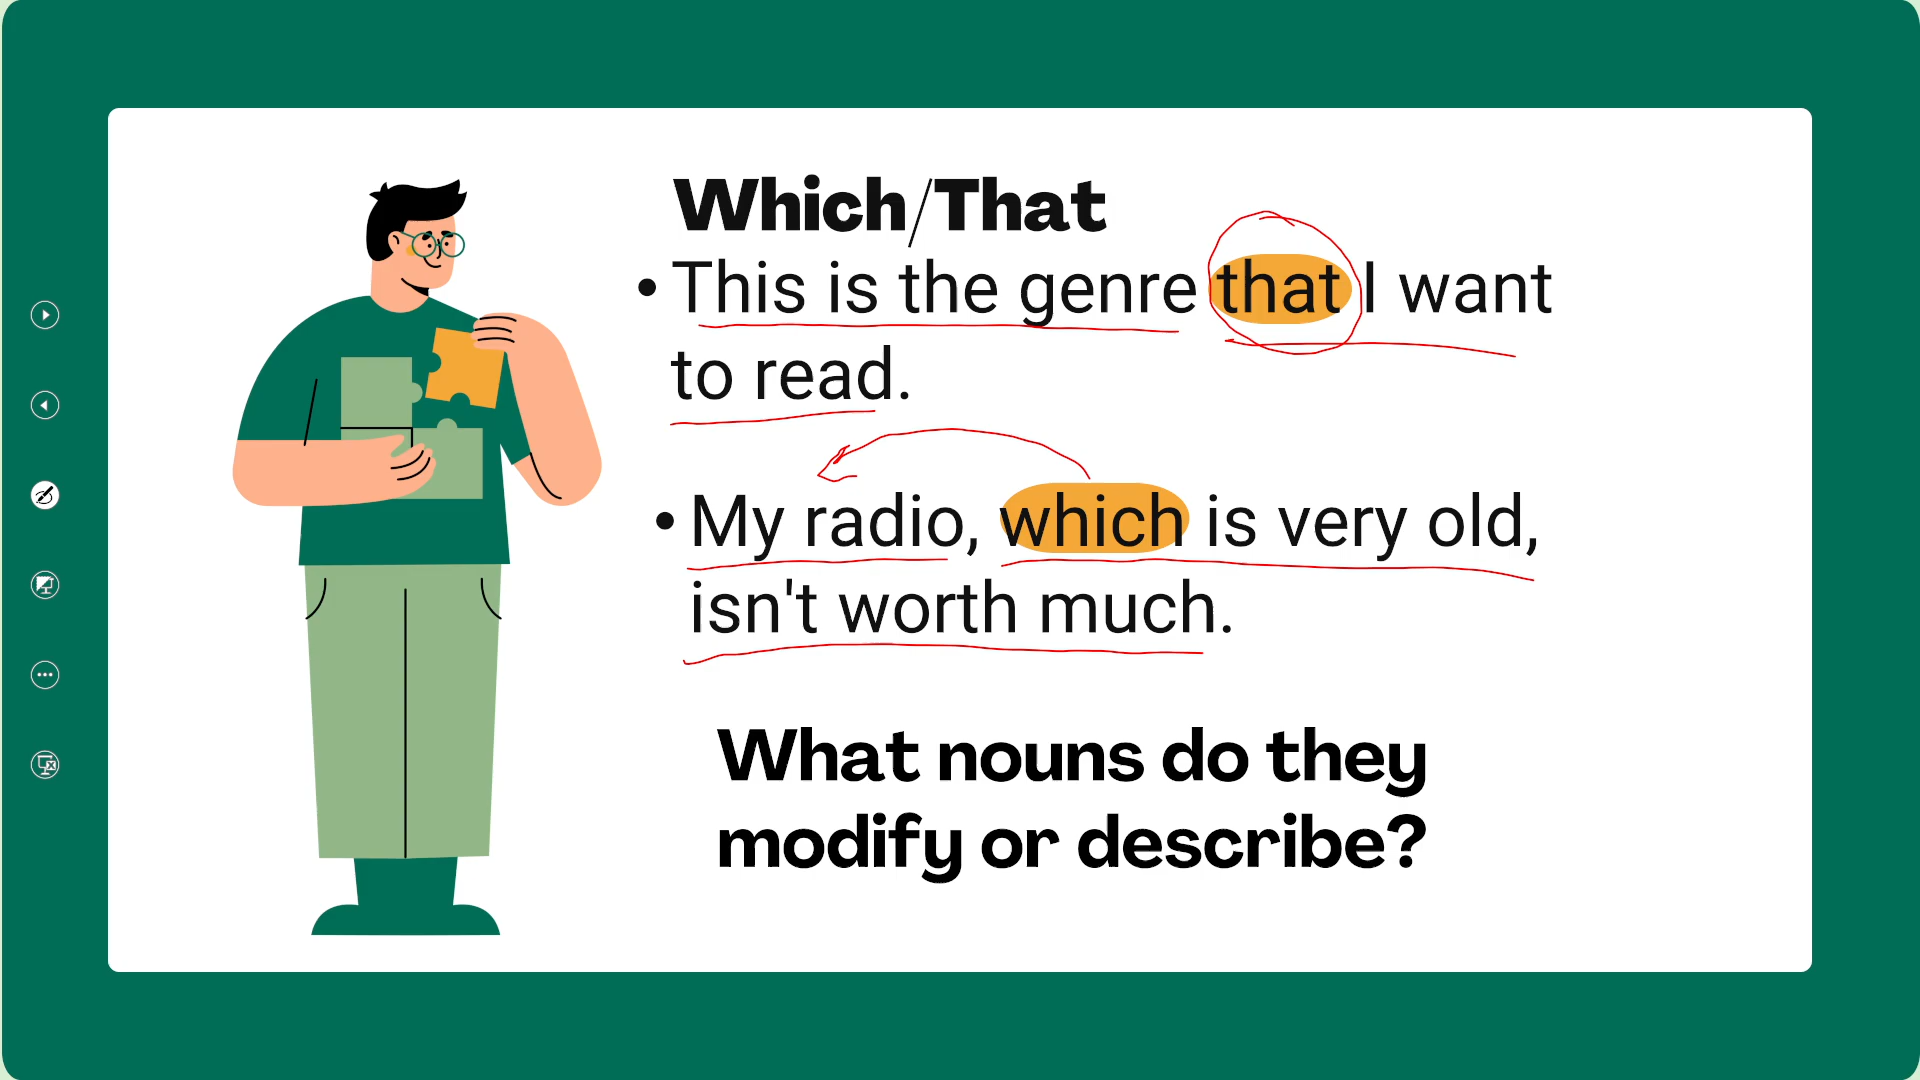 Which/That
• This is the genre that I want
to read.
• My radio, which is very old,
isn't worth much.
What nouns do they
modify or describe?